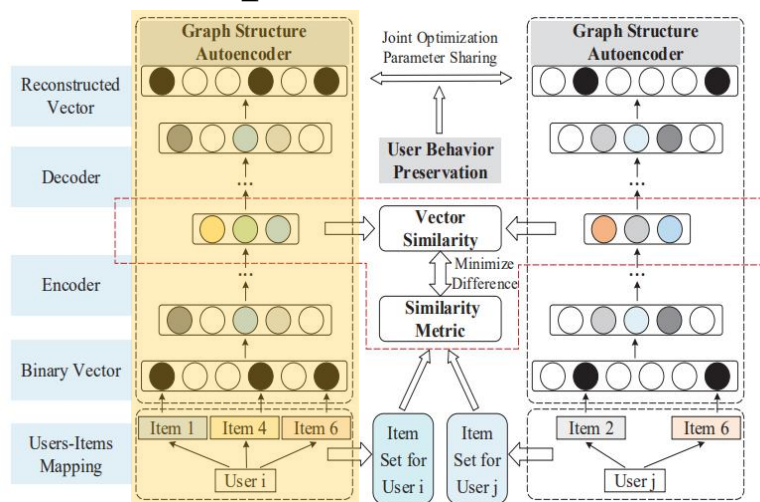 Graph Structure
Autoencoder
Joint Optimization
Parameter Sharing
Graph Structure
Autoencoder
Reconstructed
Vector
User Behavior
Preservation
Decoder
...
...
Vector
Similarity
Minimize
Difference
Encoder
...
...
Similarity
Metric
Binary Vector
Users-Items
Mapping
Item 1
Item 4
Item 6
User i
Item
Set for
User i
Item
Set for
User j
Item 2
Item 6
User j